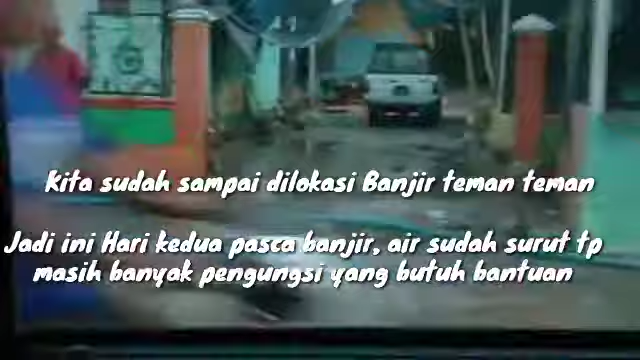 Kita sudah sampai dilokasi Banjir teman teman
Jadi ini Hari kedua pasca banjir, air sudah surut tp
masih banyak pengungsi yang butuh bantuan